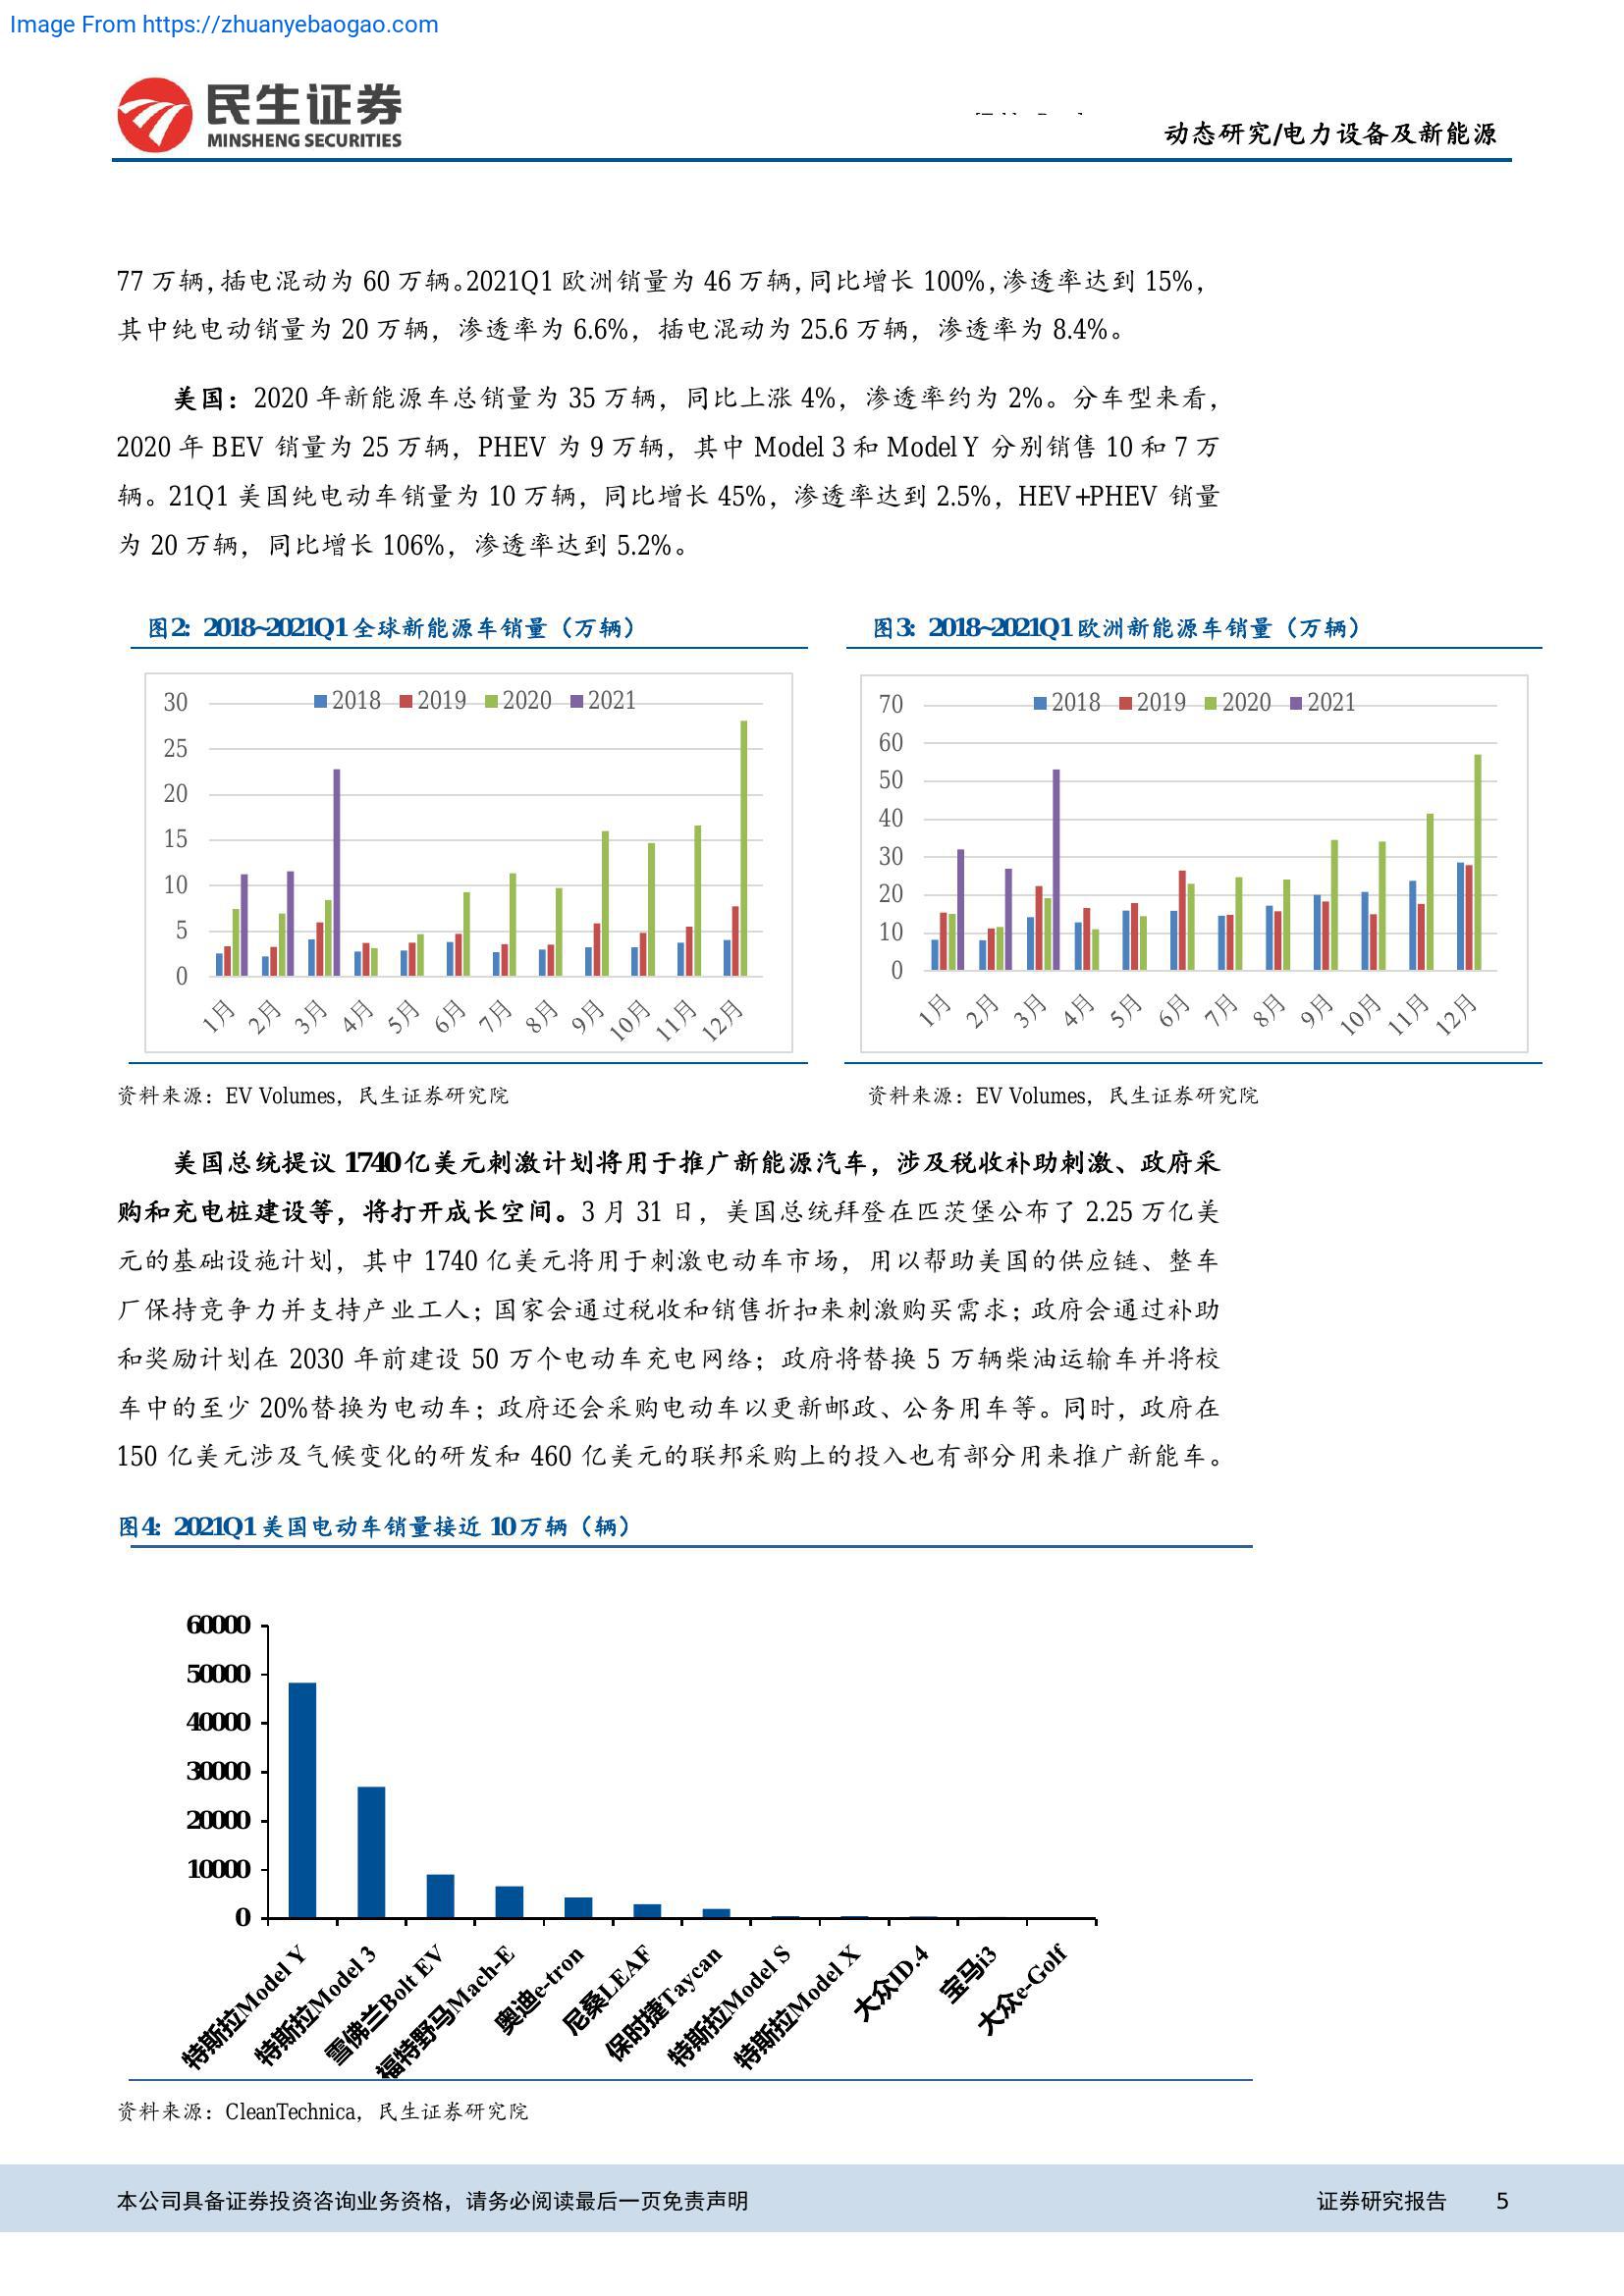 Image From https://zhuanyebaogao.com
民生证券
MINSHENG SECURITIES
动态研究/电力设备及新能源
77 万辆,插电混动为 60 万辆。2021Q1 欧洲销量为 46 万辆,同比增长 100%,渗透率达到 15%,
其中纯电动销量为 20 万辆，渗透率为 6.6%，插电混动为 25.6 万辆，渗透率为 8.4%。
美国：2020 年新能源车总销量为 35 万辆，同比上涨 4%，渗透率约为 2%。分车型来看，
2020 年 BEV 销量为 25 万辆，PHEV 为 9 万辆，其中 Model 3 和 Model Y 分别销售 10 和 7 万
辆。21Q1 美国纯电动车销量为 10 万辆，同比增长 45%，渗透率达到 2.5%，HEV+PHEV 销量
为 20 万辆，同比增长 106%，渗透率达到 5.2%。
图2: 2018~2021Q1 全球新能源车销量（万辆）
2018 2019 2020 2021
30
25
20
15
10
5
0
1月 2月 3月 4月 5月 6月 7月 8月 9月 10月 11月 12月
资料来源：EV Volumes，民生证券研究院
图3: 2018~2021Q1 欧洲新能源车销量（万辆）
2018 2019 2020 2021
70
60
50
40
30
20
10
0
1月 2月 3月 4月 5月 6月 7月 8月 9月 10月 11月 12月
资料来源：EV Volumes，民生证券研究院
美国总统提议 1740亿美元刺激计划将用于推广新能源汽车，涉及税收补助刺激、政府采
购和充电桩建设等，将打开成长空间。3 月 31 日，美国总统拜登在匹茨堡公布了 2.25 万亿美
元的基础设施计划，其中 1740 亿美元将用于刺激电动车市场，用以帮助美国的供应链、整车
厂保持竞争力并支持产业工人；国家会通过税收和销售折扣来刺激购买需求；政府会通过补助
和奖励计划在 2030 年前建设 50 万个电动车充电网络；政府将替换 5 万辆柴油运输车并将校
车中的至少 20%替换为电动车；政府还会采购电动车以更新邮政、公务用车等。同时，政府在
150 亿美元涉及气候变化的研发和 460 亿美元的联邦采购上的投入也有部分用来推广新能车。
图4: 2021Q1 美国电动车销量接近 10万辆（辆）
60000
50000
40000
30000
20000
10000
0
特斯拉Model Y 特斯拉Model 3 雪佛兰Bolt EV 福特野马Mach-E 奥迪e-tron 尼桑LEAF 保时捷Taycan 特斯拉Model S 特斯拉Model X 大众ID.4 宝马i3 大众e-Golf
资料来源：CleanTechnica，民生证券研究院
本公司具备证券投资咨询业务资格，请务必阅读最后一页免责声明
证券研究报告 5